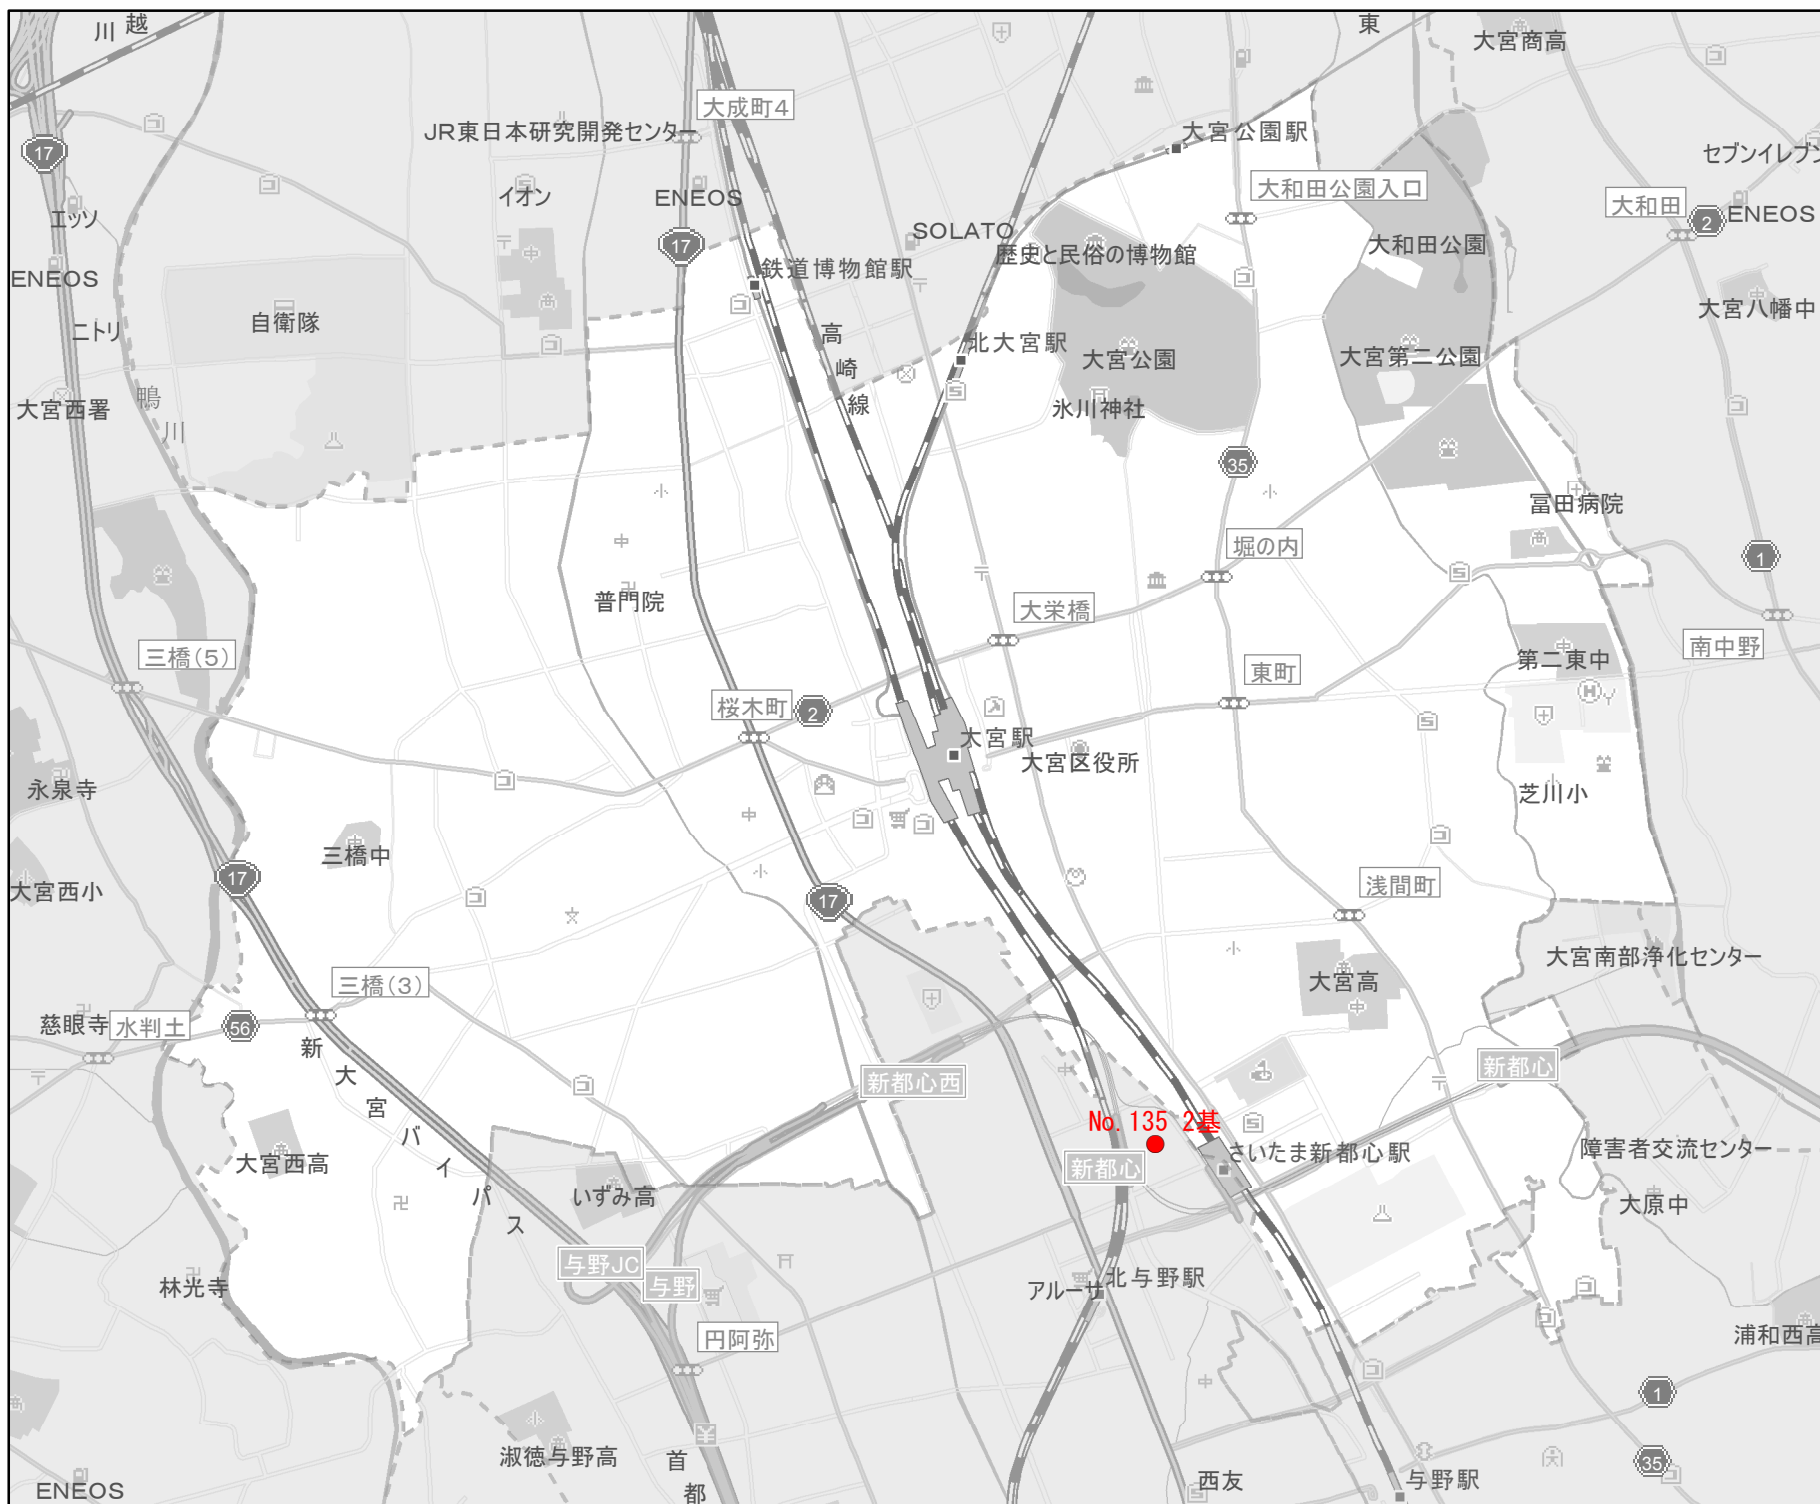 川越
東
大宮商高
大成町4
JR東日本研究開発センター
大宮公園駅
17
セブンイレブン
イオン
ENEOS
大和田公園入口
大和田
2
ENEOS
エッソ
SOLATO
17
大和田公園
歴史と民俗の博物館
ENEOS
鉄道博物館駅
大宮八幡中
自衛隊
ニトリ
高崎線
北大宮駅
大宮公園
大宮第二公園
大宮西署
鴨川
氷川神社
35
冨田病院
堀の内
1
普門院
大栄橋
三橋(5)
第二東中
南中野
東町
桜木町
2
大宮駅
大宮区役所
永泉寺
芝川小
三橋中
17
大宮西小
浅間町
17
大宮南部浄化センター
三橋(3)
大宮高
慈眼寺
水判土
56
新大宮バイパス
新都心西
新都心
No.135 2基
大宮西高
新都心
さいたま新都心駅
障害者交流センター
いずみ高
大原中
与野JC
与野
林光寺
アルーサ
北与野駅
円阿弥
浦和西高
1
淑徳与野高
首都
35
ENEOS
西友
与野駅